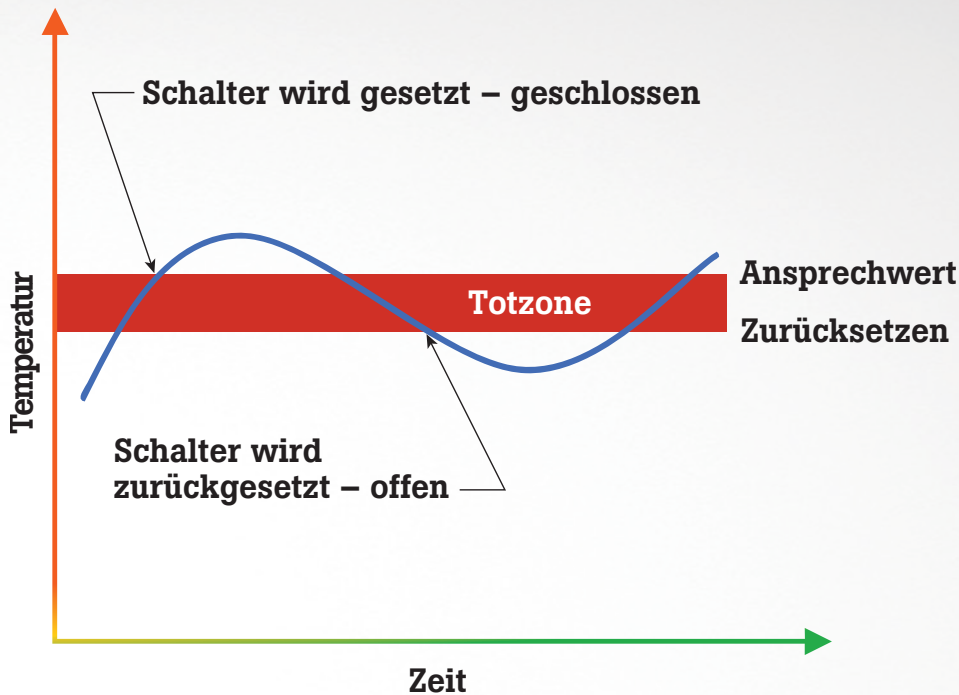 Schalter wird gesetzt – geschlossen
Temperatur
Totzone
Ansprechwert
Zurücksetzen
Schalter wird
zurückgesetzt – offen
Zeit